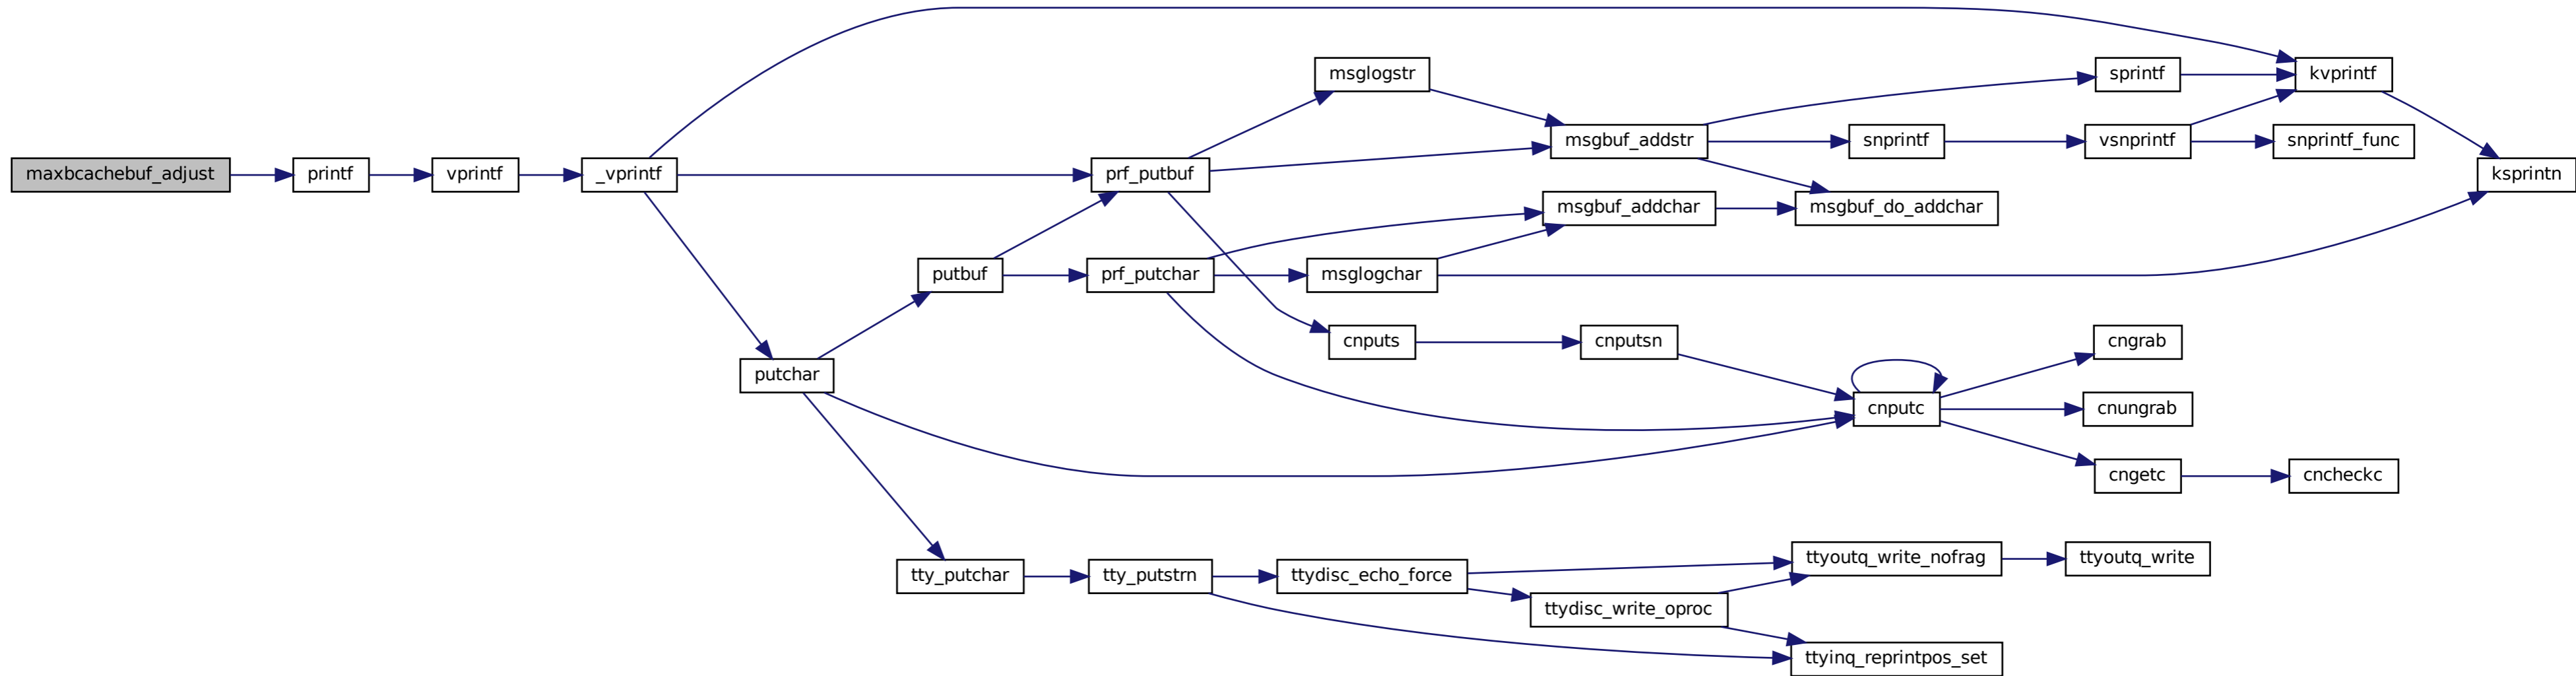 msglogstr
sprintf
kvprintf
msgbuf_addstr
snprintf
vsnprintf
snprintf_func
maxbcachebuf_adjust
printf
vprintf
_vprintf
prf_putbuf
ksprintn
msgbuf_addchar
msgbuf_do_addchar
putbuf
prf_putchar
msglogchar
cnputs
cnputsn
cngrab
putchar
cnputc
cnungrab
cngetc
cncheckc
tty_putchar
tty_putstrn
ttydisc_echo_force
ttyoutq_write_nofrag
ttyoutq_write
ttydisc_write_oproc
ttyinq_reprintpos_set